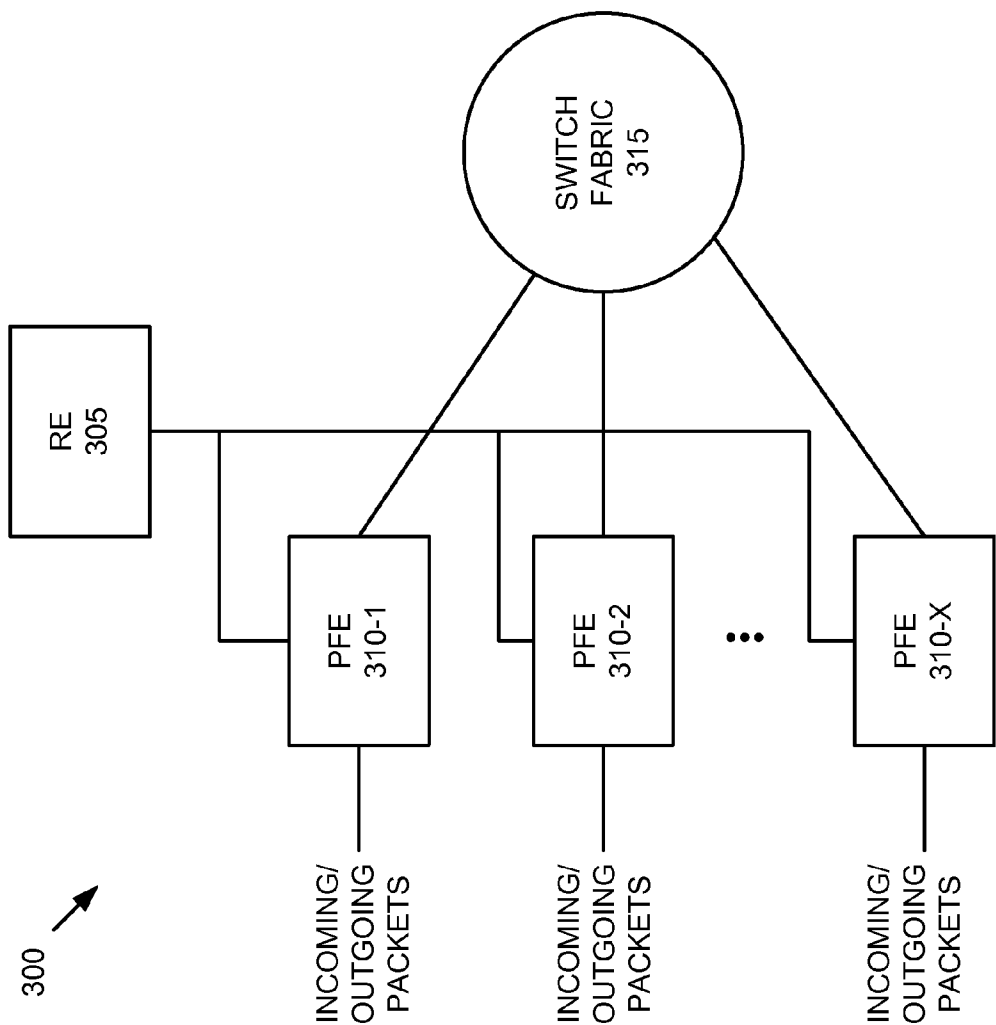 300
RE
305
SWITCH
FABRIC
315
PFE
310-1
PFE
310-2
PFE
310-X
INCOMING/
OUTGOING
PACKETS
INCOMING/
OUTGOING
PACKETS
INCOMING/
OUTGOING
PACKETS